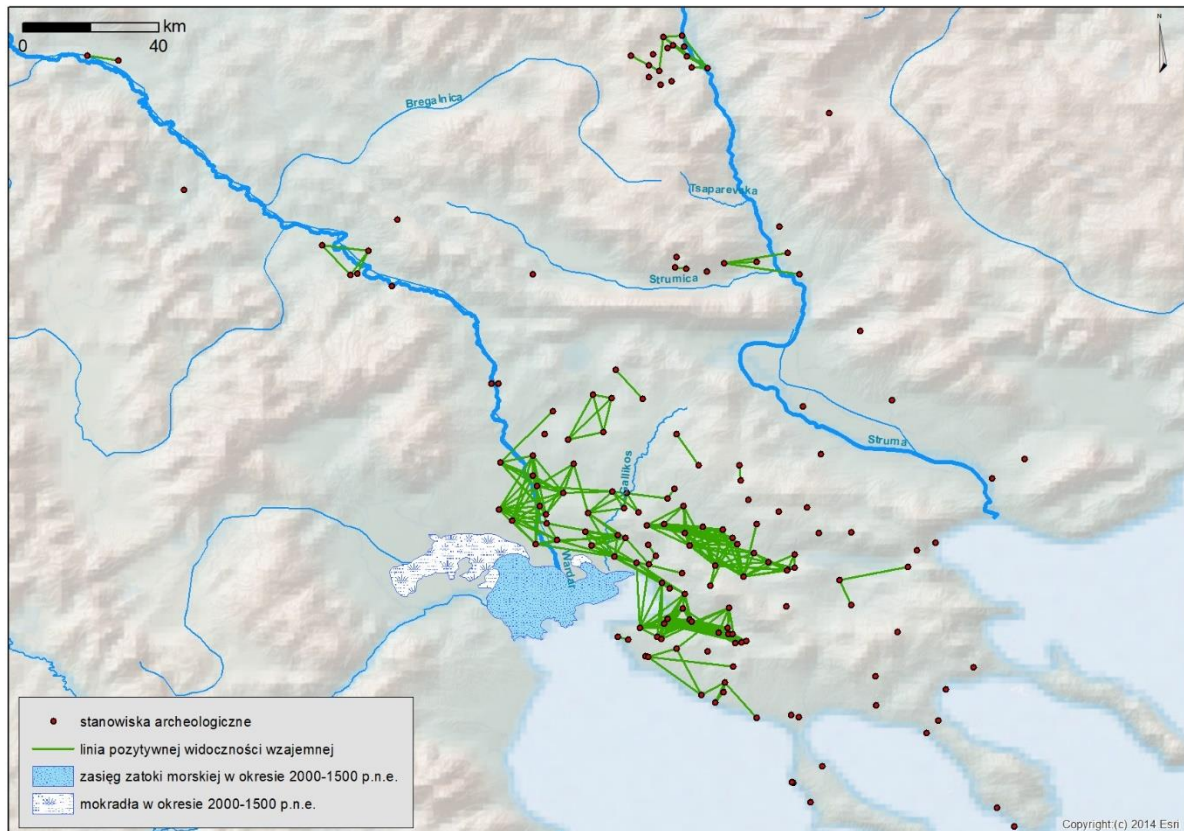 km
0 40
N
Bregalnica
Tsaparevska
Strumica
Struma
Gallikos
Wardar
stanowiska archeologiczne
linia pozytywnej widoczności wzajemnej
zasięg zatoki morskiej w okresie 2000-1500 p.n.e.
mokradła w okresie 2000-1500 p.n.e.
Copyright:(c) 2014 Esri